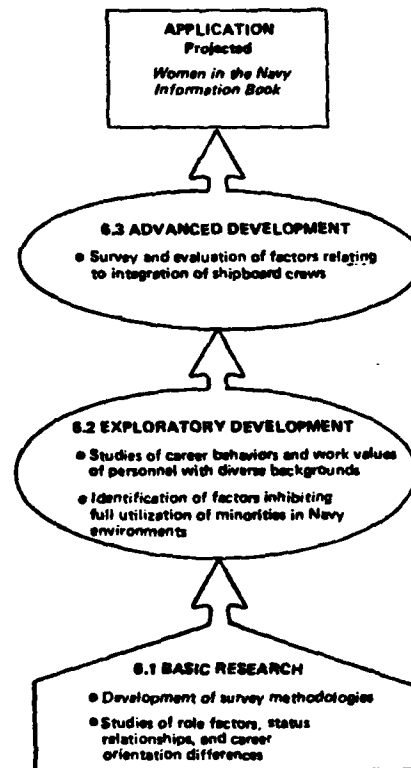 APPLICATION
Projected
Women in the Navy
Information Book
6.3 ADVANCED DEVELOPMENT
• Survey and evaluation of factors relating
to integration of shipboard crews
6.2 EXPLORATORY DEVELOPMENT
• Studies of career behaviors and work values
of personnel with diverse backgrounds
• Identification of factors inhibiting
full utilization of minorities in Navy
environments
6.1 BASIC RESEARCH
• Development of survey methodologies
• Studies of role factors, status
relationships, and career
orientation differences